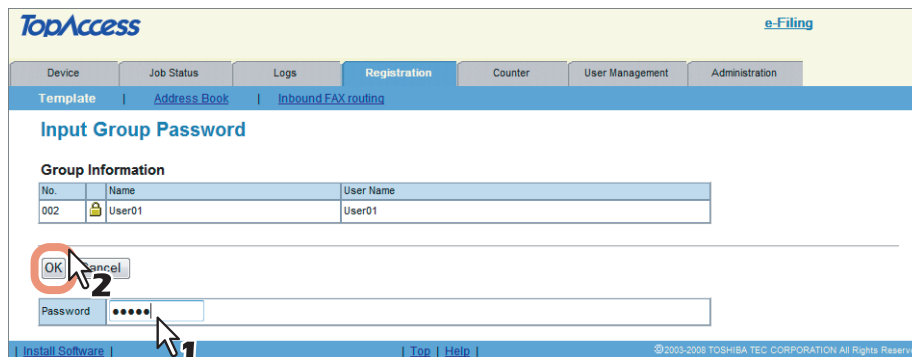 TopAccess
e-Filing
Device Job Status Logs Registration Counter User Management Administration
Template | Address Book | Inbound FAX routing
Input Group Password
Group Information
No. Name User Name
002 User01 User01
OK Cancel
2
Password •••••
1
| Install Software | | Top | Help | ©2003-2008 TOSHIBA TEC CORPORATION All Rights Reserv